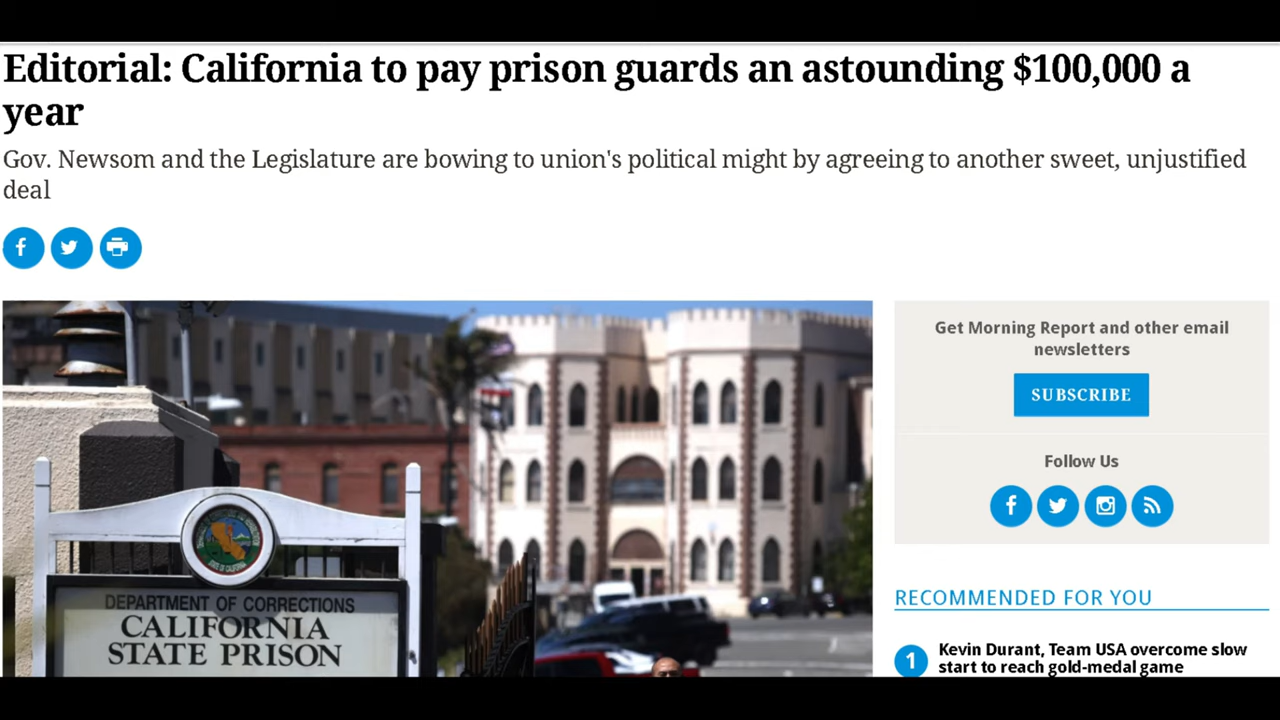 Editorial: California to pay prison guards an astounding $100,000 a
year
Gov. Newsom and the Legislature are bowing to union's political might by agreeing to another sweet, unjustified
deal
DEPARTMENT OF CORRECTIONS
CALIFORNIA
STATE PRISON
Get Morning Report and other email
newsletters
SUBSCRIBE
Follow Us
RECOMMENDED FOR YOU
1
Kevin Durant, Team USA overcome slow
start to reach gold-medal game